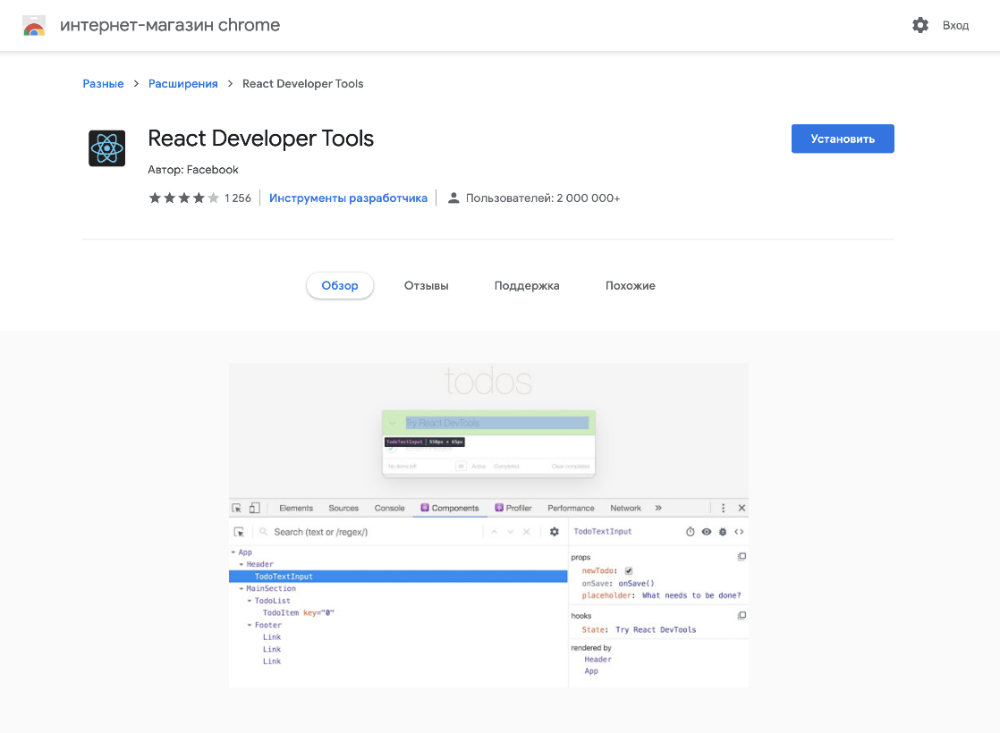 интернет-магазин chrome
Вход
Разные > Расширения > React Developer Tools
React Developer Tools
Установить
Автор: Facebook
1 256
Инструменты разработчика
Пользователей: 2 000 000+
Обзор
Отзывы
Поддержка
Похожие
todos
Try React DevTools
TodoTextInput | 550px × 65px
No items left
All
Active
Completed
Clear completed
Elements
Sources
Console
Components
Profiler
Performance
Network
»
Search (text or /regex/)
TodoTextInput
App
Header
TodoTextInput
MainSection
TodoList
TodoItem key="0"
Footer
Link
Link
Link
props
newTodo:
onSave: onSave()
placeholder: What needs to be done?
hooks
State: Try React DevTools
rendered by
Header
App